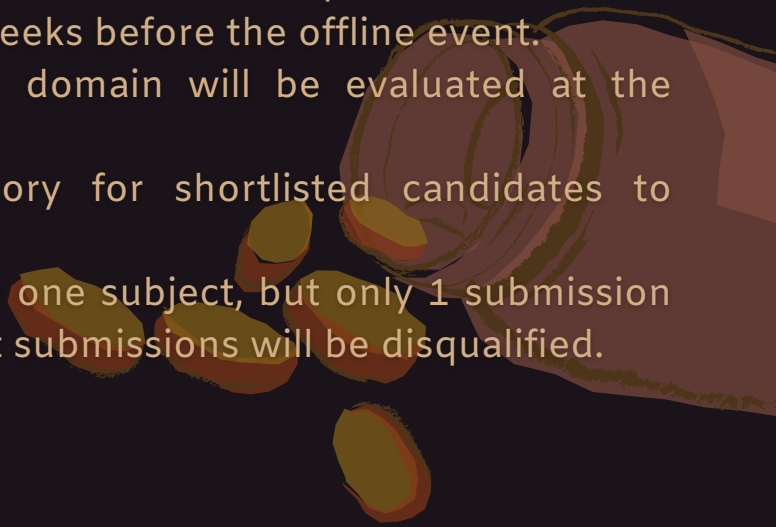 eeks before the offline event.
domain will be evaluated at the
ory for shortlisted candidates to
one subject, but only 1 submission
submissions will be disqualified.